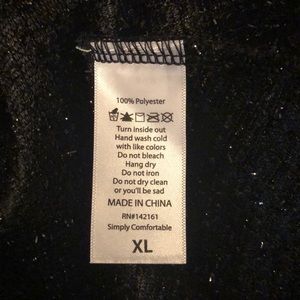 100% Polyester
Turn inside out
Hand wash cold
with like colors
Do not bleach
Hang dry
Do not iron
Do not dry clean
or you'll be sad
MADE IN CHINA
RN#142161
Simply Comfortable
XL